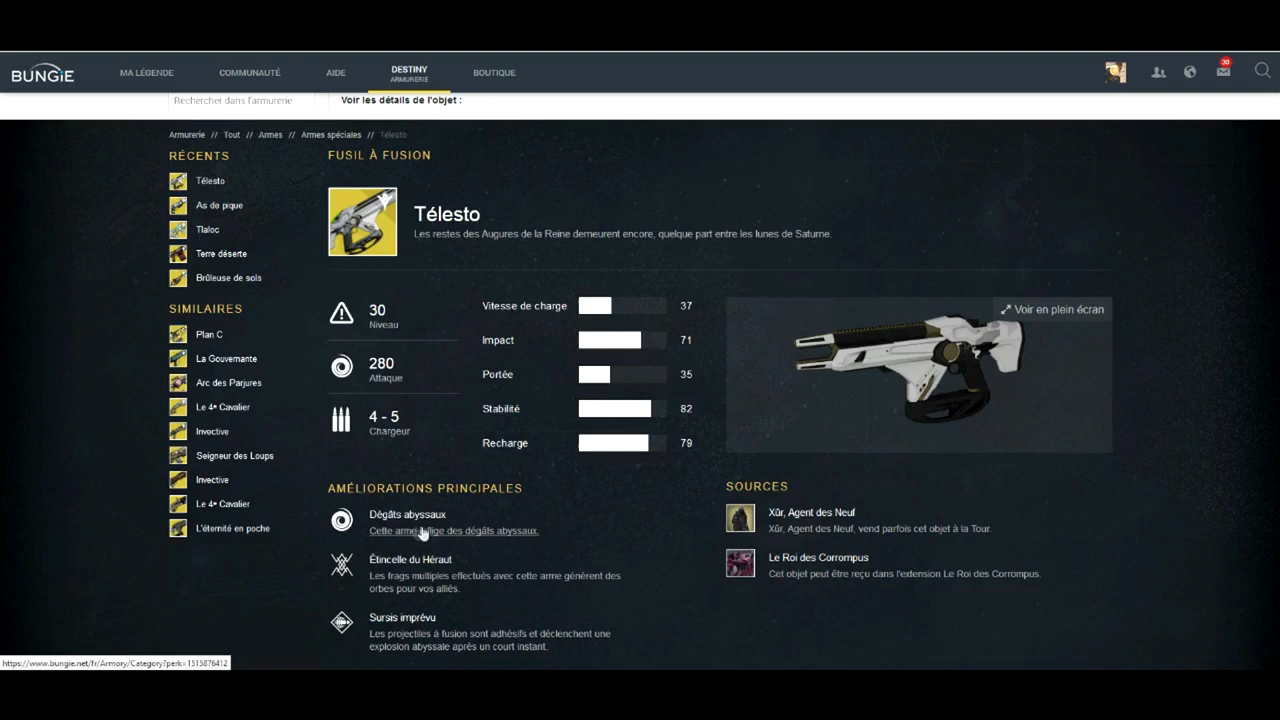 BUNGiE
MA LÉGENDE
COMMUNAUTÉ
AIDE
DESTINY
ARMURERIE
BOUTIQUE
30
Rechercher dans l'armurerie
Voir les détails de l'objet :
Armurerie // Tout // Armes // Armes spéciales // Télesto
RÉCENTS
Télesto
As de pique
Tlaloc
Terre déserte
Brûleuse de sols
SIMILAIRES
Plan C
La Gouvernante
Arc des Parjures
Le 4ᵉ Cavalier
Invective
Seigneur des Loups
Invective
Le 4ᵉ Cavalier
L'éternité en poche
FUSIL À FUSION
Télesto
Les restes des Augures de la Reine demeurent encore, quelque part entre les lunes de Saturne.
30
Niveau
280
Attaque
4 - 5
Chargeur
Vitesse de charge 37
Impact 71
Portée 35
Stabilité 82
Recharge 79
Voir en plein écran
AMÉLIORATIONS PRINCIPALES
Dégâts abyssaux
Cette arme inflige des dégâts abyssaux.
Étincelle du Héraut
Les frags multiples effectués avec cette arme génèrent des
orbes pour vos alliés.
Sursis imprévu
Les projectiles à fusion sont adhésifs et déclenchent une
explosion abyssale après un court instant.
SOURCES
Xûr, Agent des Neuf
Xûr, Agent des Neuf, vend parfois cet objet à la Tour.
Le Roi des Corrompus
Cet objet peut être reçu dans l'extension Le Roi des Corrompus.
https://www.bungie.net/fr/Armory/Category?perk=1515876412